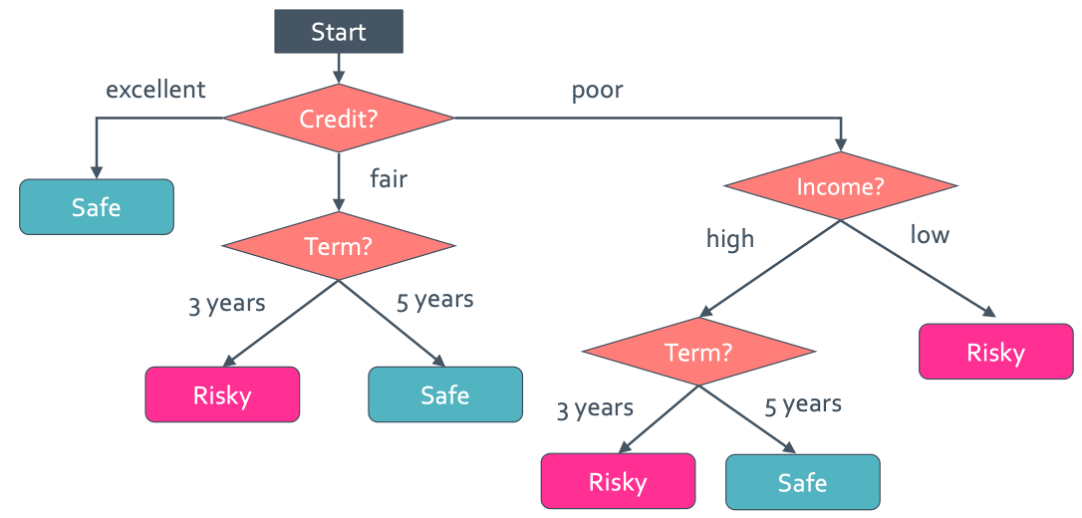 Start
excellent
poor
Credit?
fair
Income?
Safe
Term?
high
low
3 years
5 years
Term?
Risky
Risky
Safe
3 years
5 years
Risky
Safe